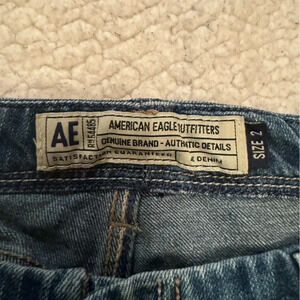 AE
RN 54485
AMERICAN EAGLE OUTFITTERS
GENUINE BRAND - AUTHENTIC DETAILS
SATISFACTION GUARANTEED & DENIM
SIZE 2